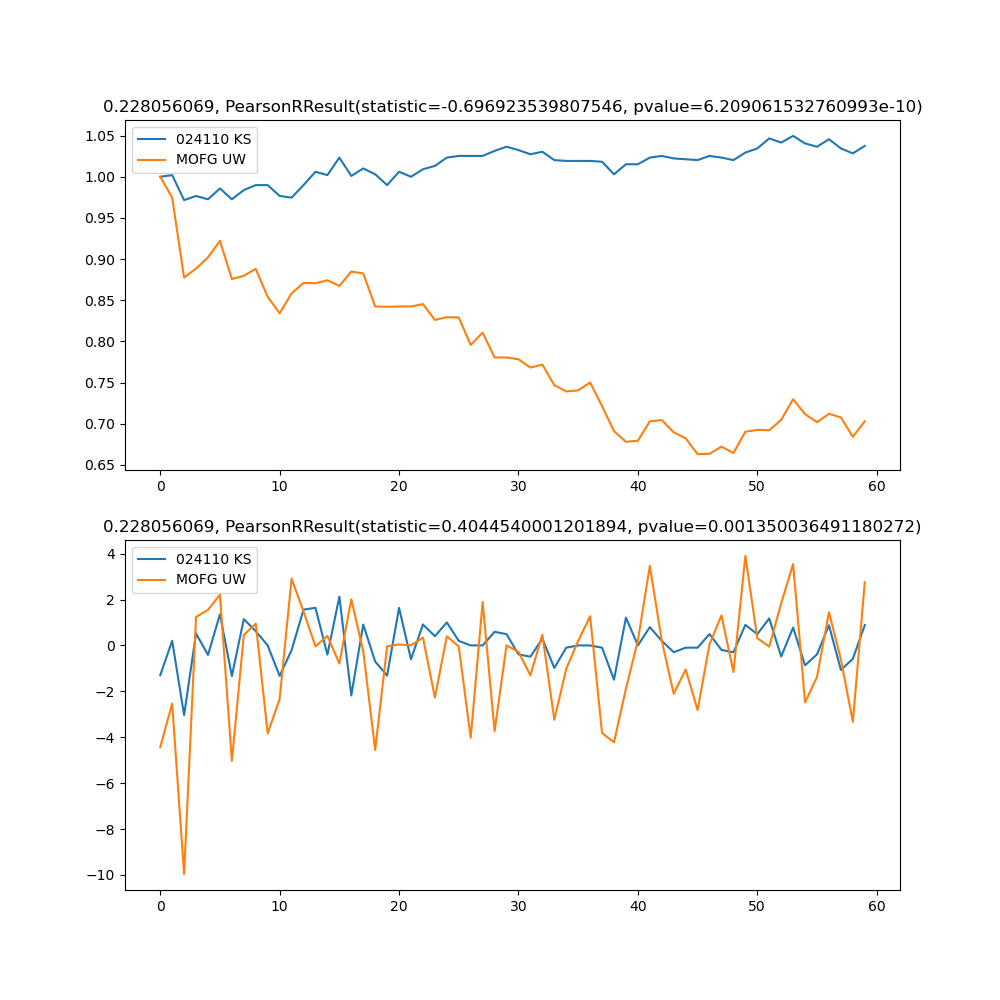 0.228056069, PearsonRResult(statistic=-0.696923539807546, pvalue=6.209061532760993e-10)
024110 KS
MOFG UW
1.05
1.00
0.95
0.90
0.85
0.80
0.75
0.70
0.65
0 10 20 30 40 50 60
0.228056069, PearsonRResult(statistic=0.4044540001201894, pvalue=0.0013500364911802​72)
024110 KS
MOFG UW
4
2
0
−2
−4
−6
−8
−10
0 10 20 30 40 50 60